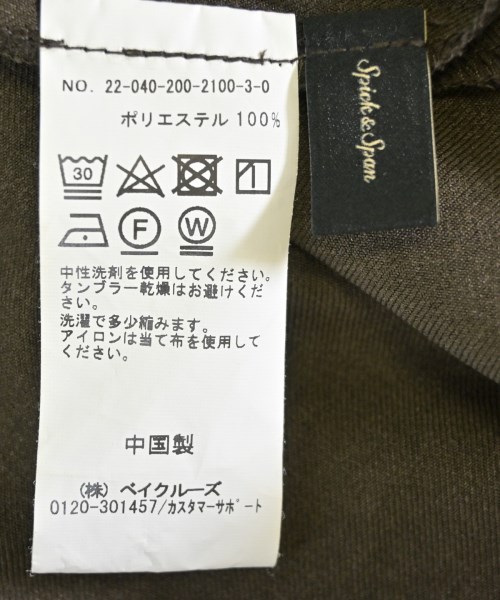 NO. 22-040-200-2100-3-0
ポリエステル 100%
30
F
W
中性洗剤を使用してください。
タンブラー乾燥はお避けくだ
さい。
洗濯で多少縮みます。
アイロンは当て布を使用して
ください。
中国製
(株) ベイクルーズ
0120-301457/カスタマーサポート
Spick & Span